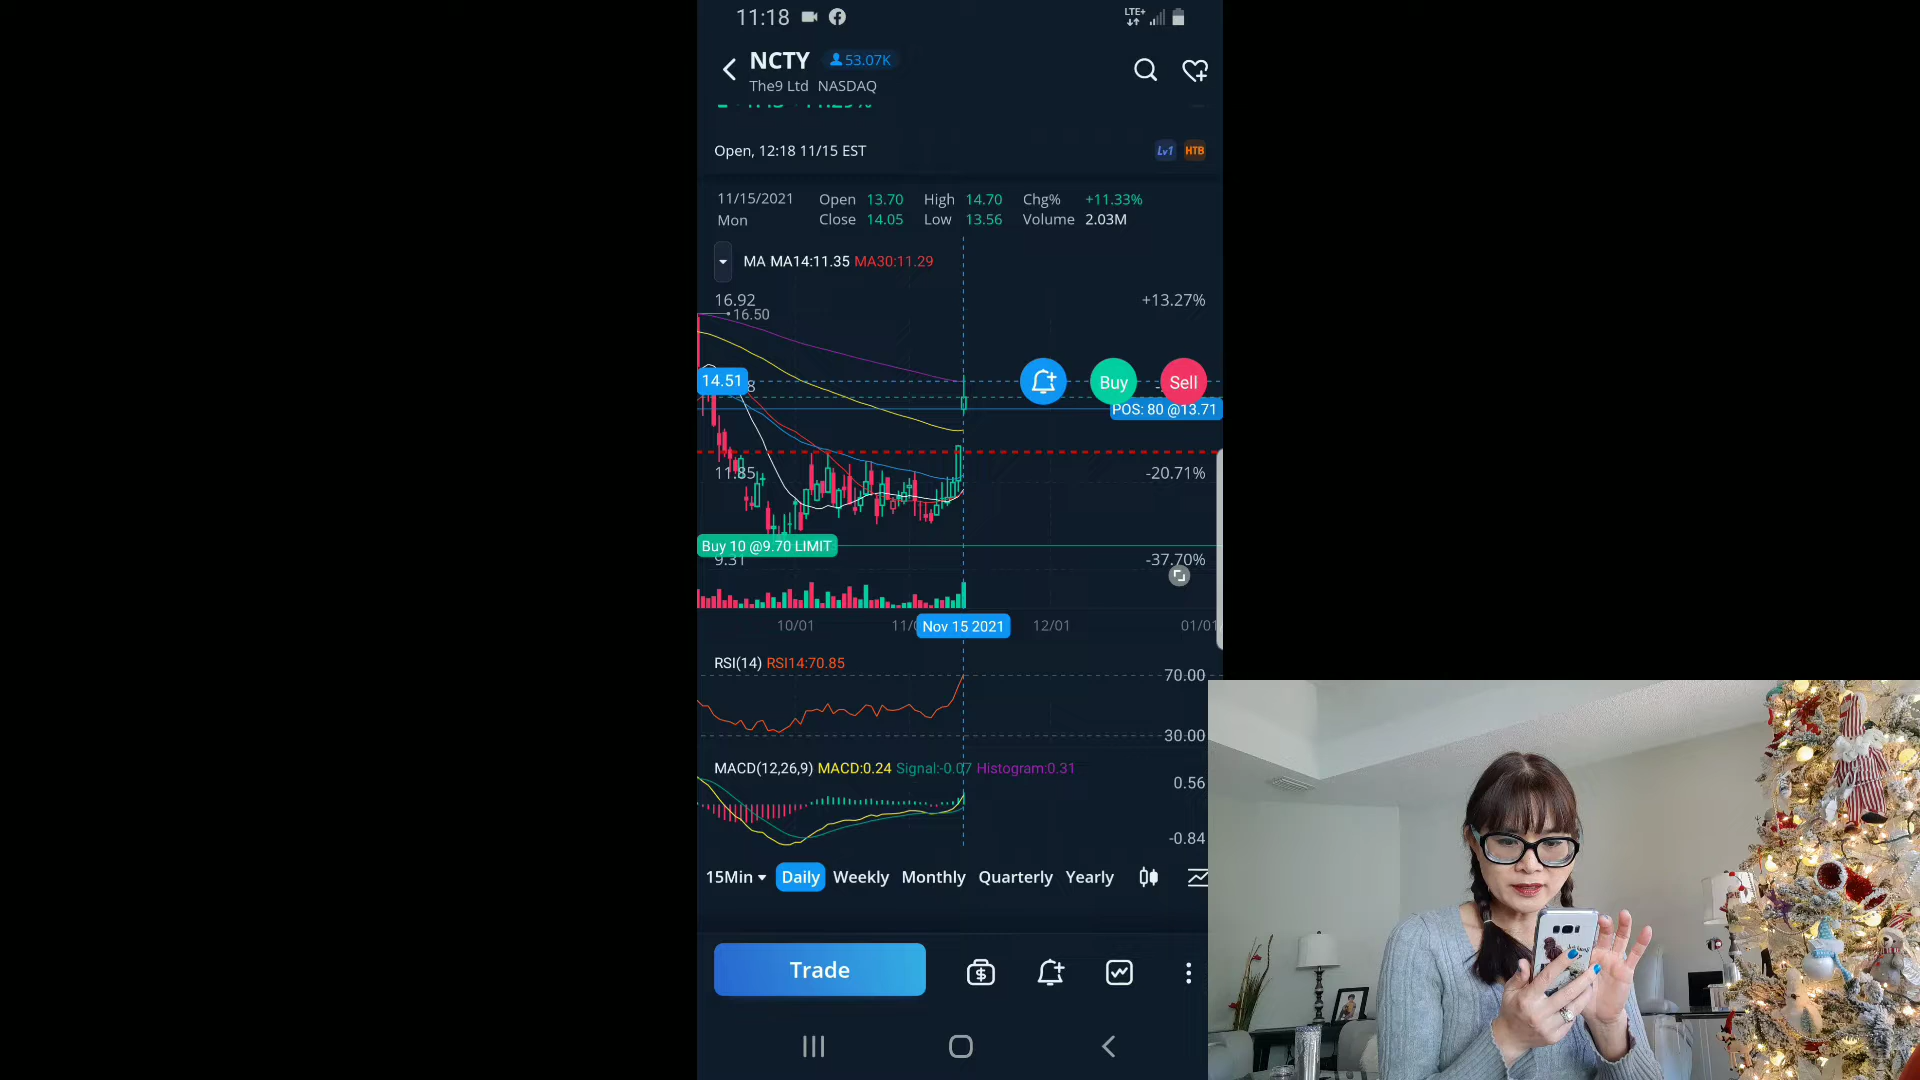 11:18
LTE+
NCTY 53.07K
The9 Ltd NASDAQ
Open, 12:18 11/15 EST
Lv1 HTB
11/15/2021 Open 13.70 High 14.70 Chg% +11.33%
Mon Close 14.05 Low 13.56 Volume 2.03M
MA MA14:11.35 MA30:11.29
16.92 +13.27%
16.50
14.51
Buy
Sell
POS: 80 @13.71
11.85 -20.71%
Buy 10 @9.70 LIMIT
9.31 -37.70%
10/01 Nov 15 2021 12/01 01/01
RSI(14) RSI14:70.85
70.00
30.00
MACD(12,26,9) MACD:0.24 Signal:-0.07 Histogram:0.31
0.56
-0.84
15Min Daily Weekly Monthly Quarterly Yearly
Trade